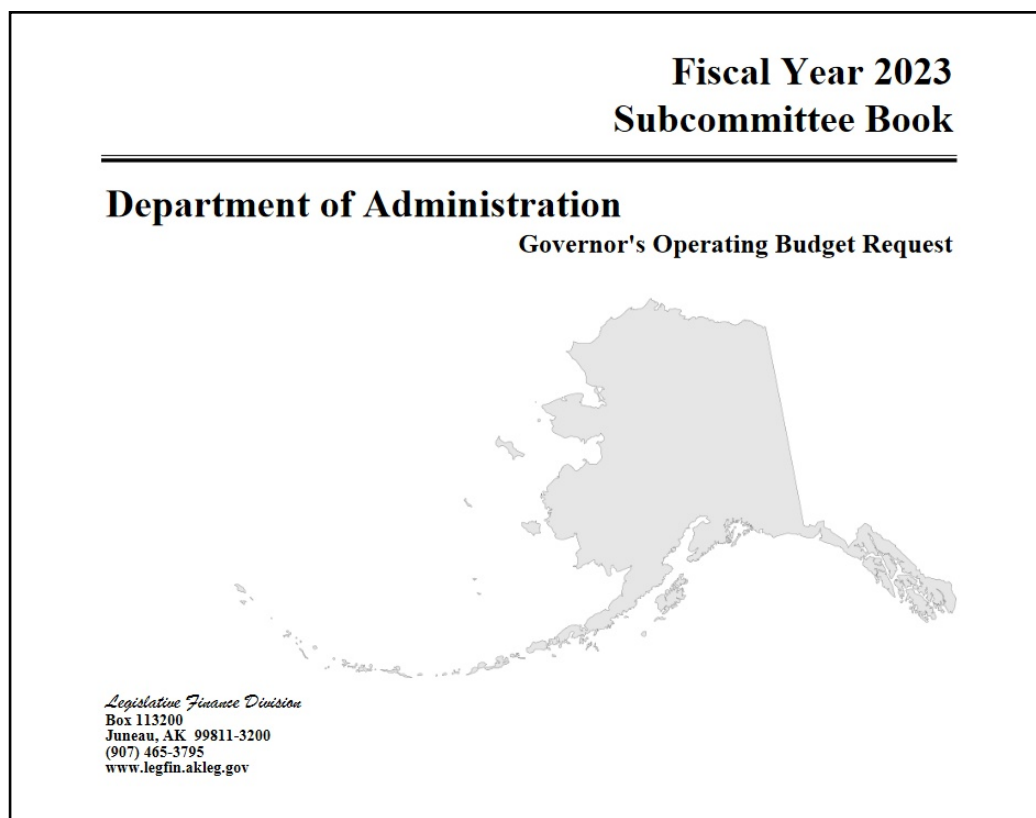 Fiscal Year 2023
Subcommittee Book
Department of Administration
Governor's Operating Budget Request
Legislative Finance Division
Box 113200
Juneau, AK  99811-3200
(907) 465-3795
www.legfin.akleg.gov